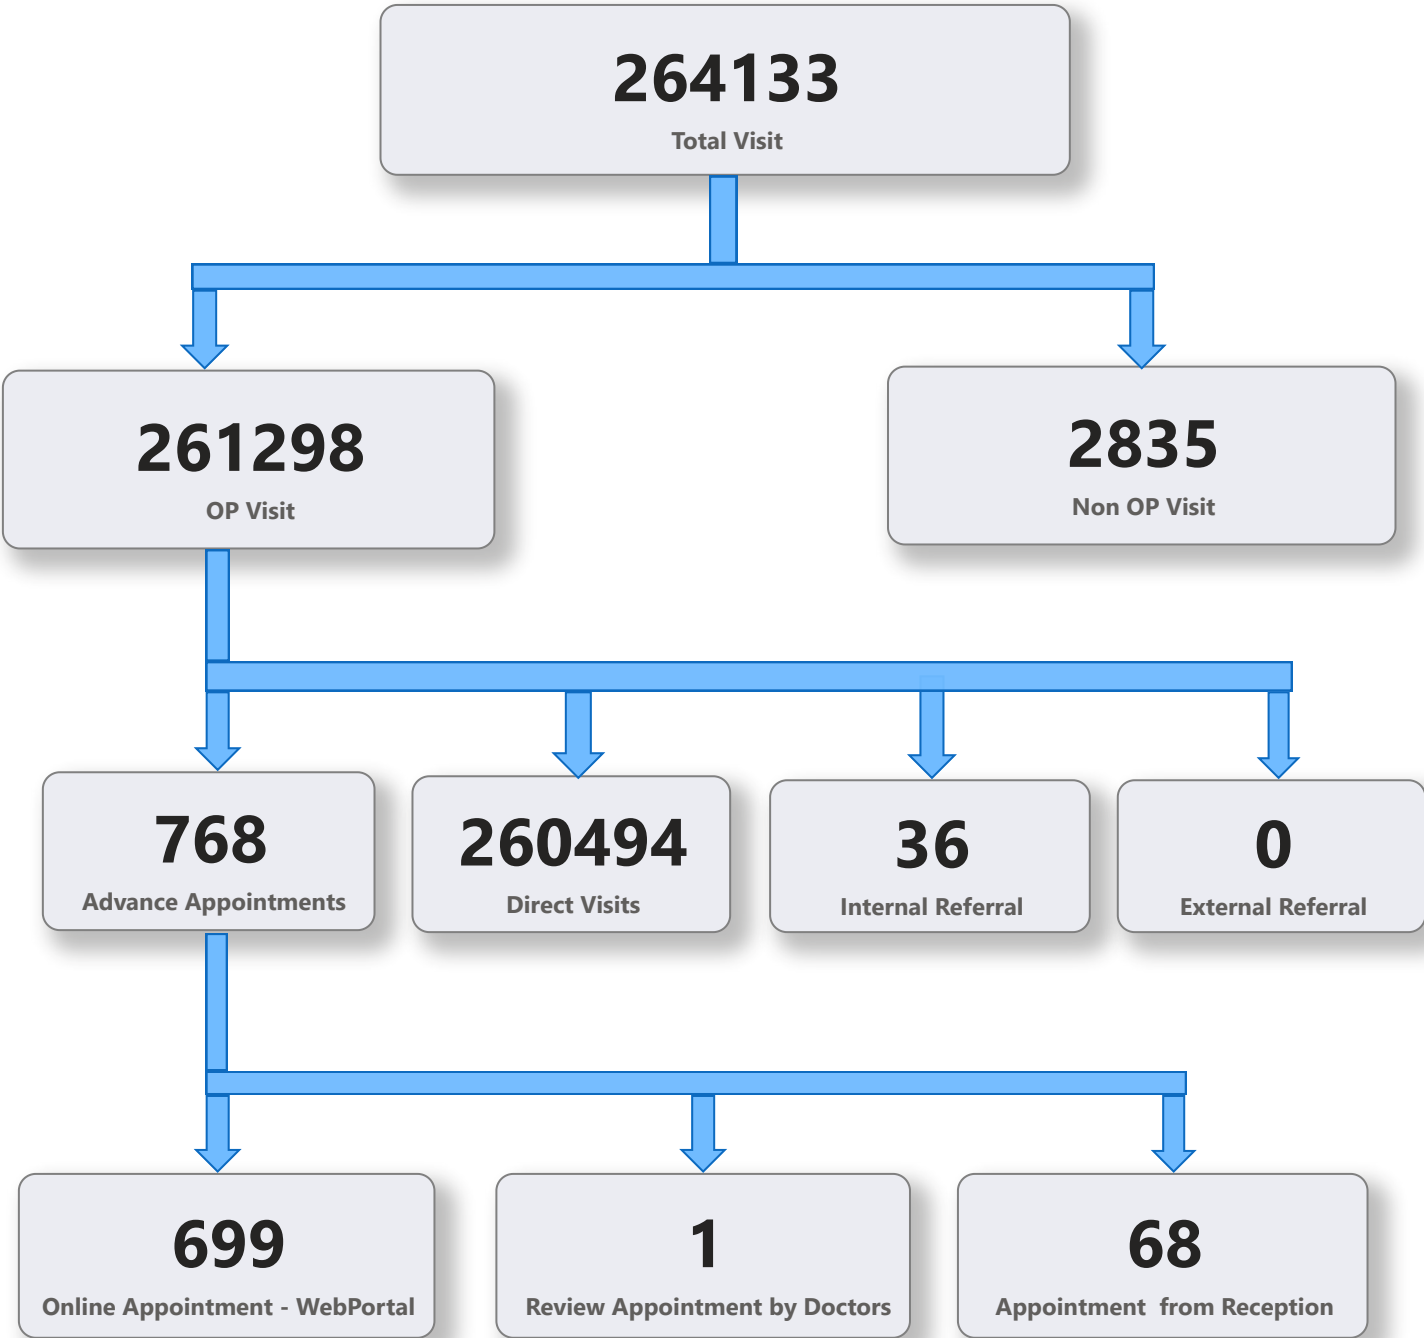 264133
Total Visit
261298
OP Visit
2835
Non OP Visit
768
Advance Appointments
260494
Direct Visits
36
Internal Referral
0
External Referral
699
Online Appointment - WebPortal
1
Review Appointment by Doctors
68
Appointment  from Reception